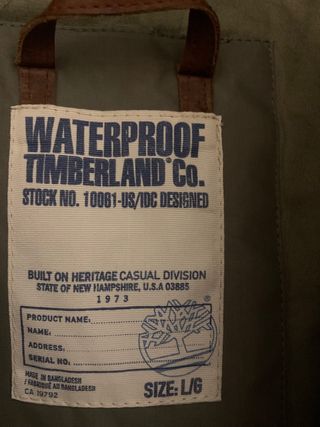 WATERPROOF
TIMBERLAND® CO.
STOCK NO. 10061-US/IDC DESIGNED
BUILT ON HERITAGE CASUAL DIVISION
STATE OF NEW HAMPSHIRE, U.S.A 03885
1973
PRODUCT NAME:
NAME:
ADDRESS:
SERIAL NO.
®
MADE IN BANGLADESH
/ FABRIQUÉ AU BANGLADESH
CA 19792
SIZE: L/G